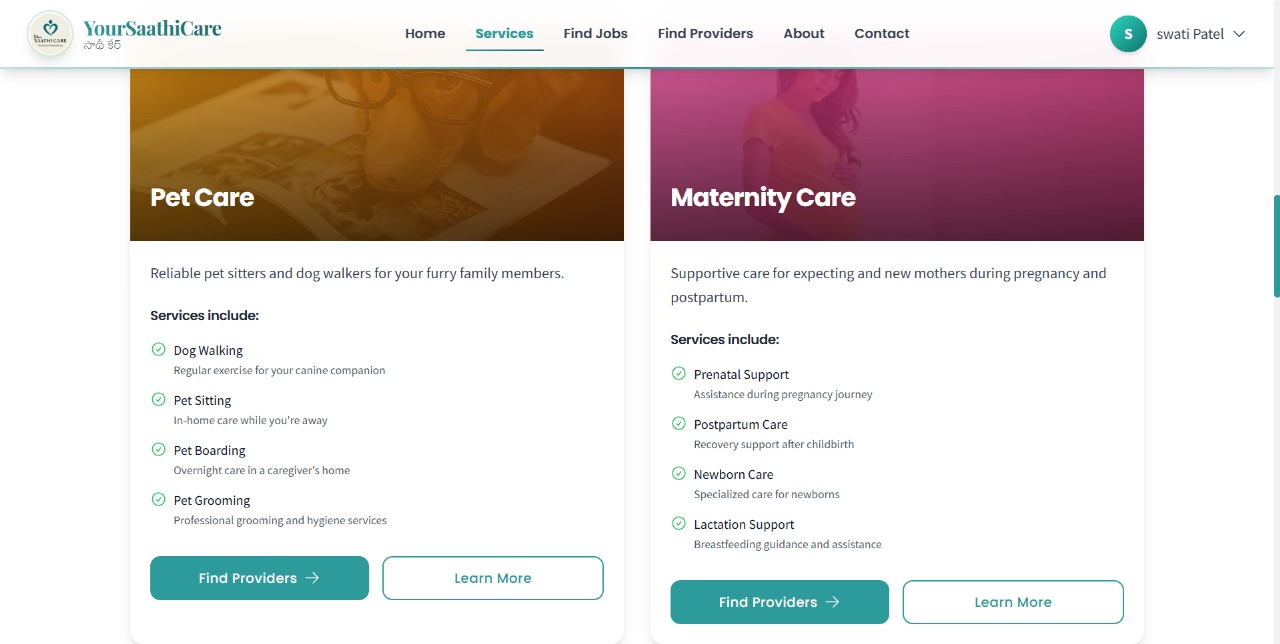 YourSaathiCare
సాథీ కేర్
Home
Services
Find Jobs
Find Providers
About
Contact
S
swati Patel
Pet Care
Reliable pet sitters and dog walkers for your furry family members.
Services include:
Dog Walking
Regular exercise for your canine companion
Pet Sitting
In-home care while you're away
Pet Boarding
Overnight care in a caregiver's home
Pet Grooming
Professional grooming and hygiene services
Find Providers
Learn More
Maternity Care
Supportive care for expecting and new mothers during pregnancy and
postpartum.
Services include:
Prenatal Support
Assistance during pregnancy journey
Postpartum Care
Recovery support after childbirth
Newborn Care
Specialized care for newborns
Lactation Support
Breastfeeding guidance and assistance
Find Providers
Learn More